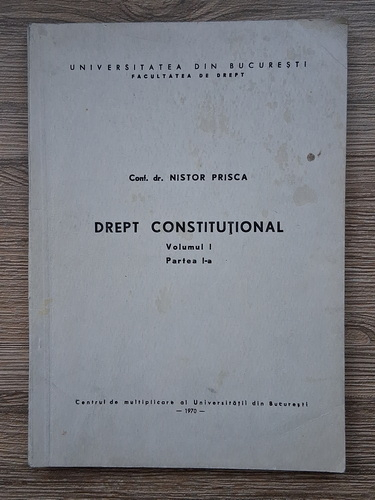 UNIVERSITATEA DIN BUCUREȘTI
FACULTATEA DE DREPT
Conf. dr. NISTOR PRISCA
DREPT CONSTITUȚIONAL
Volumul I
Partea I-a
Centrul de multiplicare al Universității din București
— 1970 —